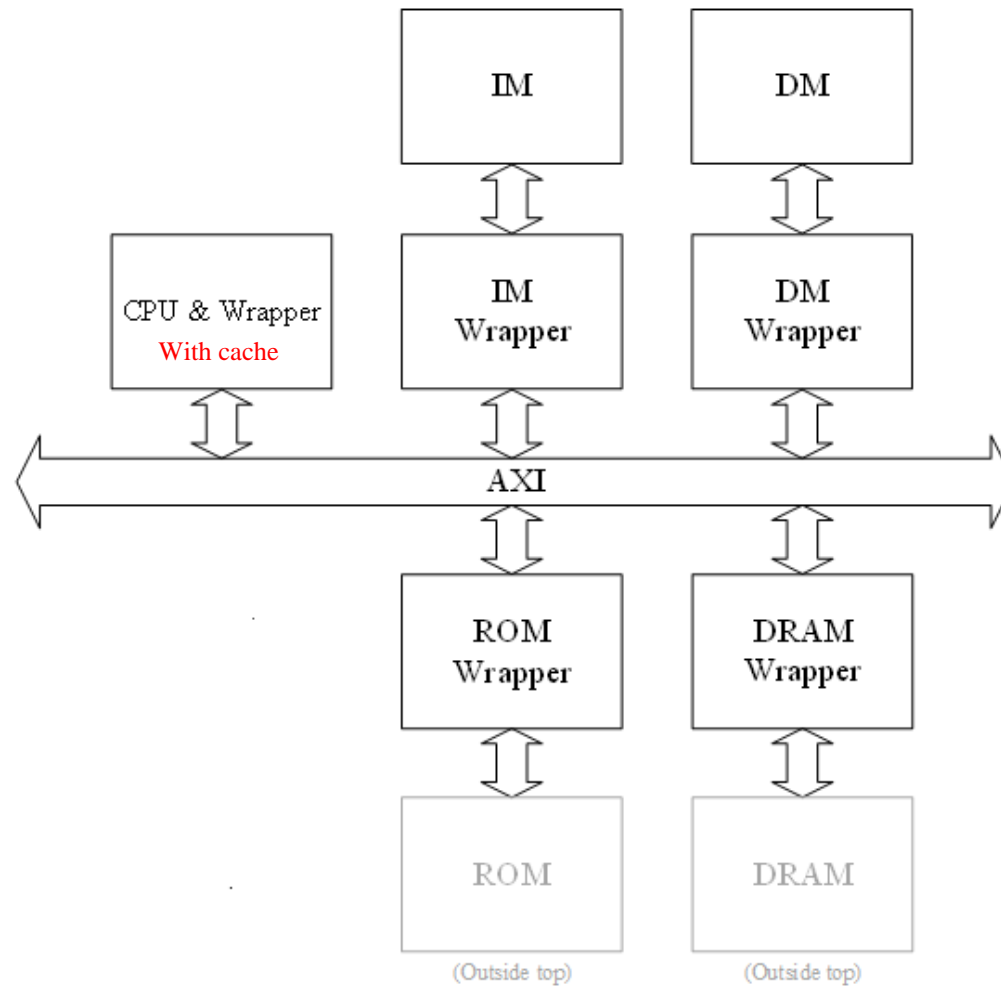 IM
DM
CPU & Wrapper
With cache
IM
Wrapper
DM
Wrapper
AXI
ROM
Wrapper
DRAM
Wrapper
ROM
DRAM
(Outside top)
(Outside top)